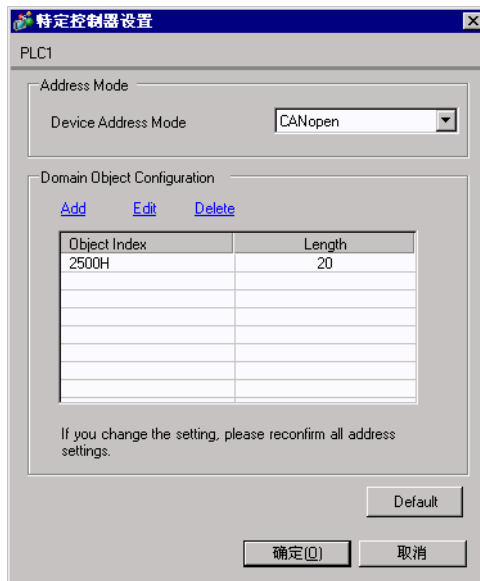 特定控制器设置
PLC1
Address Mode
Device Address Mode CANopen
Domain Object Configuration
Add Edit Delete
Object Index Length
2500H 20
If you change the setting, please reconfirm all address
settings.
Default
确定(O) 取消